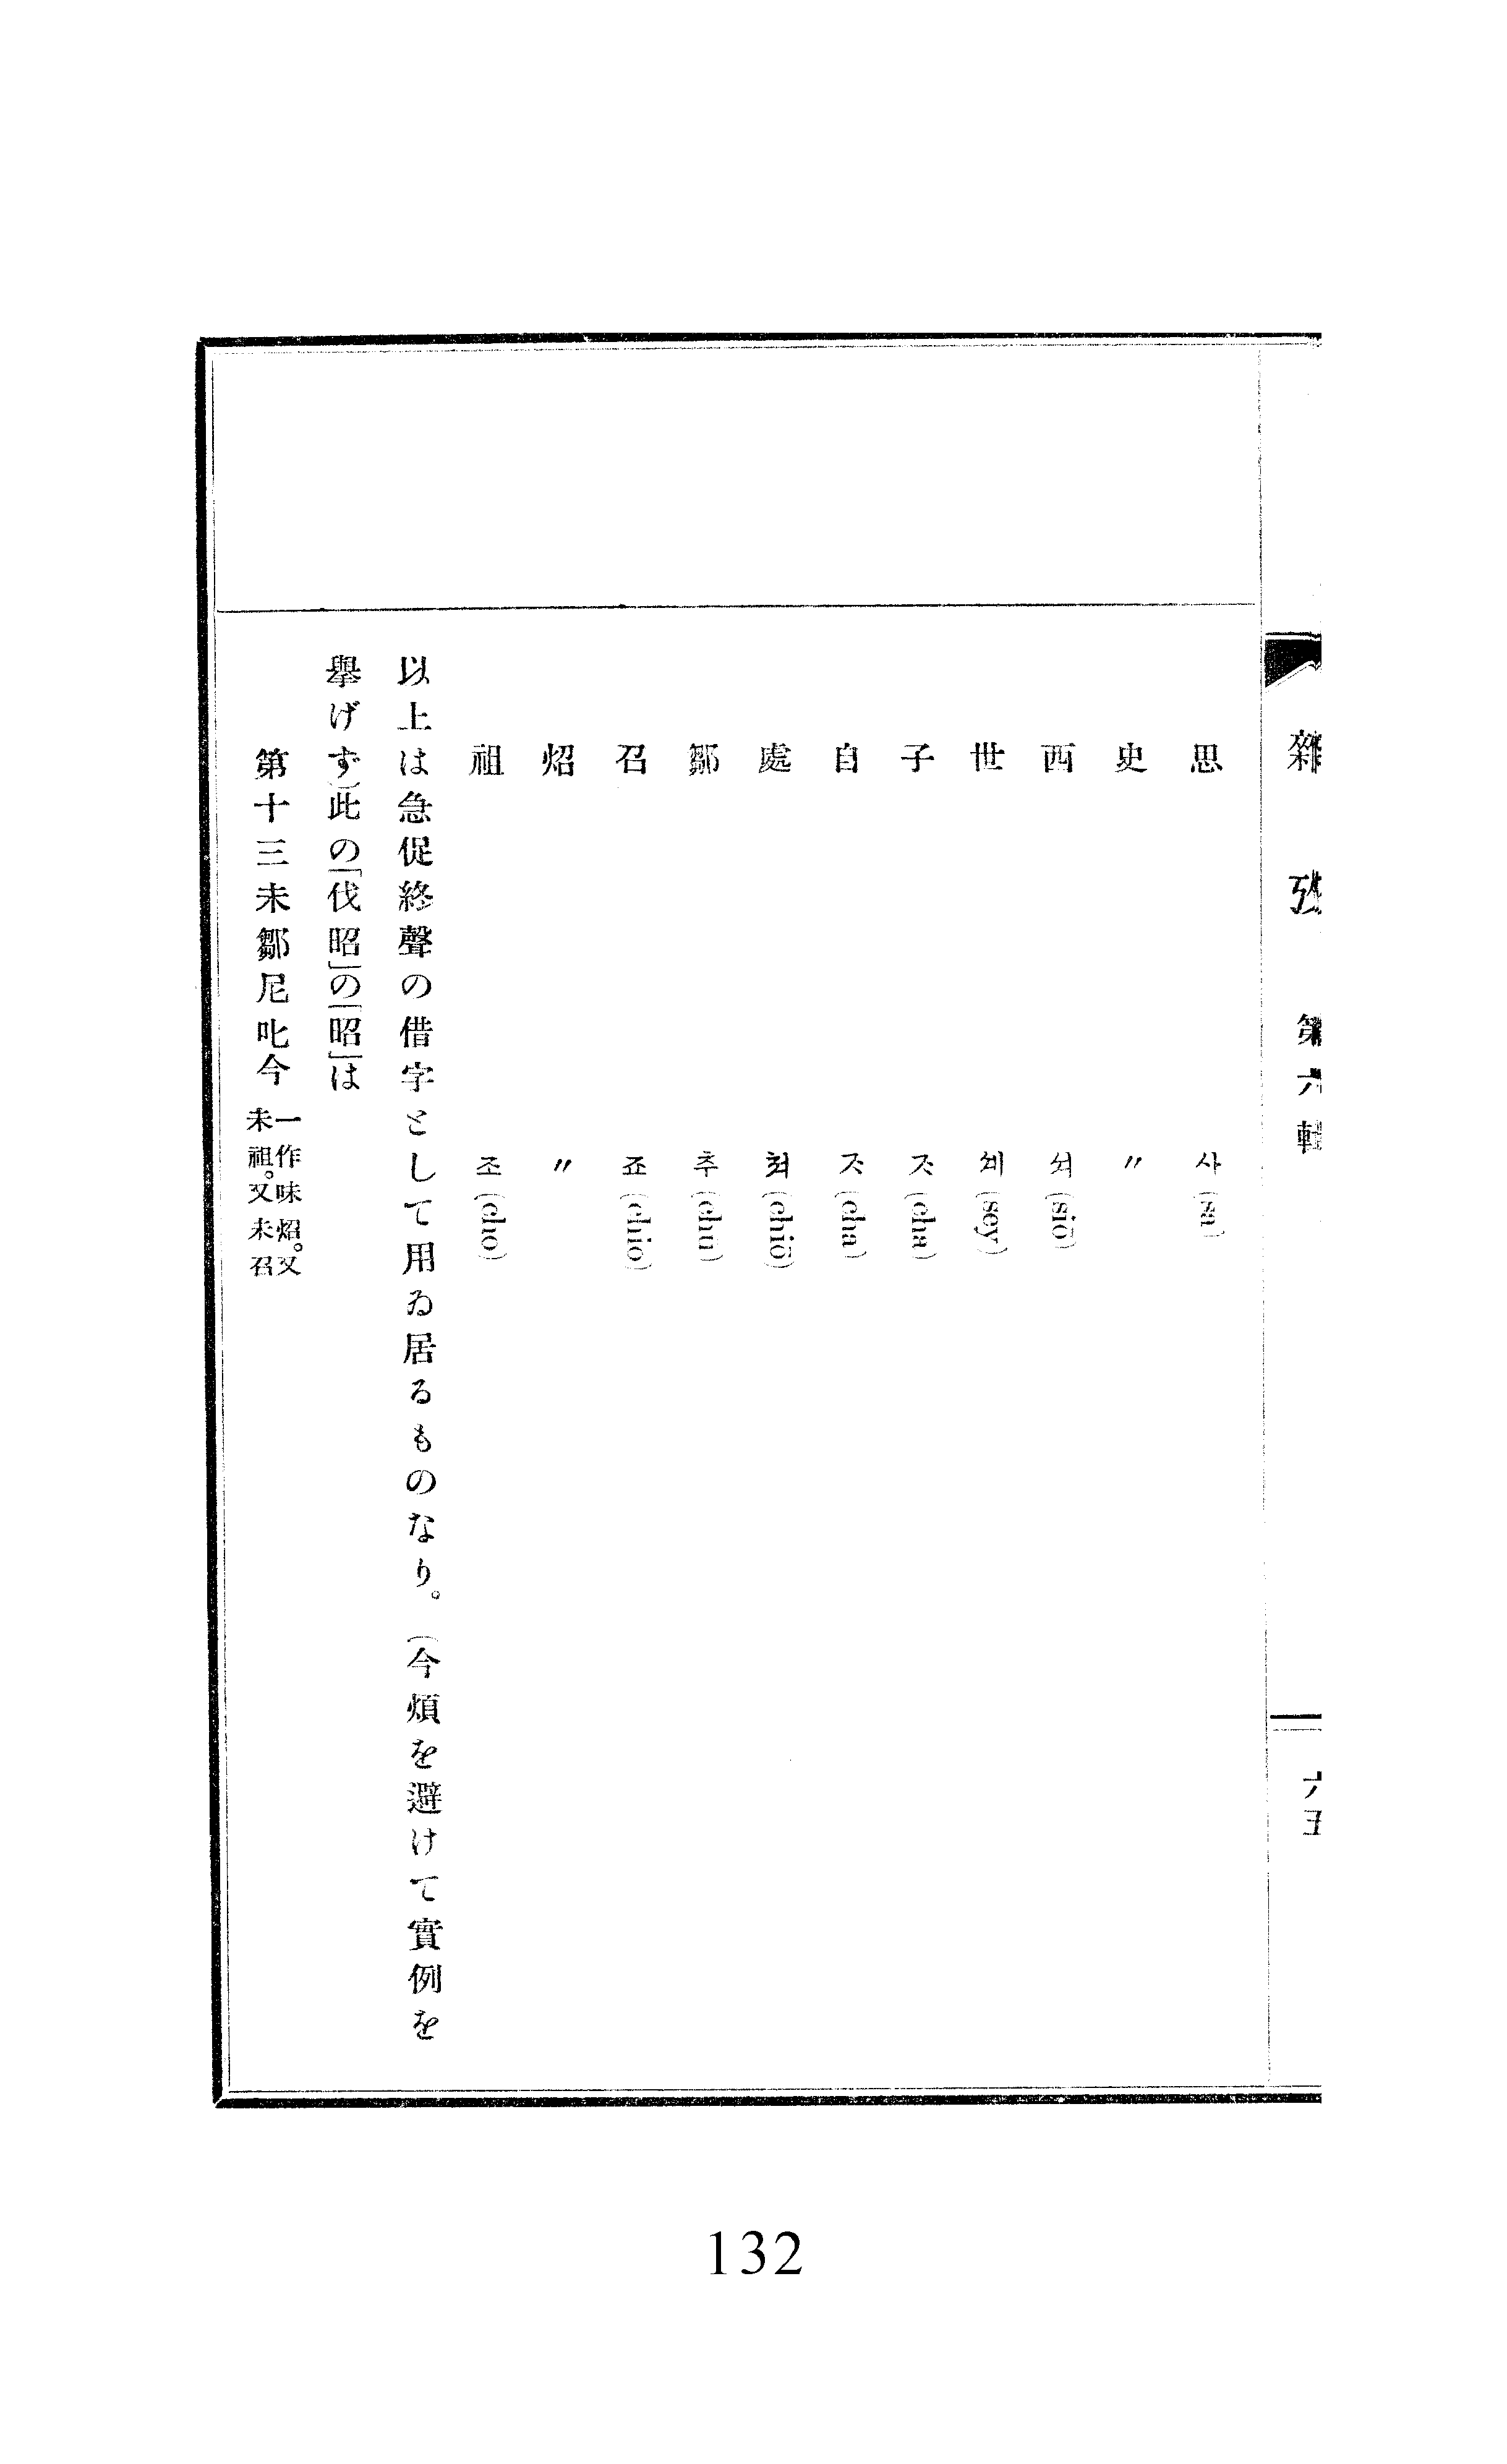 雜攷 第六輯 六五
思 사 (sa)
史 〃
西 셔 (siŏ)
世 셰 (sey)
子 ᄌᆞ (cha)
自 ᄌᆞ (cha)
處 쳐 (chiŏ)
鄒 추 (chu)
召 죠 (chio)
炤 〃
祖 조 (cho)
以上は急促終聲の借字として用ゐ居るものなり。(今煩を避けて實例を
擧げず)此の「伐昭」の「昭」は
第十三未鄒尼叱今 一作味炤。又
未祖。又未召
132